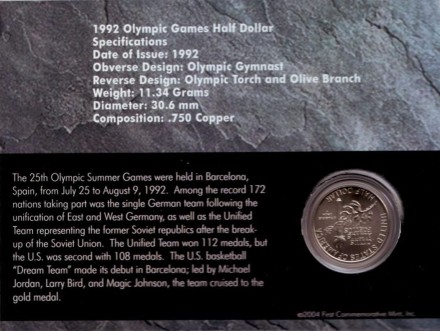 1992 Olympic Games Half Dollar
Specifications
Date of Issue: 1992
Obverse Design: Olympic Gymnast
Reverse Design: Olympic Torch and Olive Branch
Weight: 11.34 Grams
Diameter: 30.6 mm
Composition: .750 Copper
The 25th Olympic Summer Games were held in Barcelona,
Spain, from July 25 to August 9, 1992. Among the record 172
nations taking part was the single German team following the
unification of East and West Germany, as well as the Unified
Team representing the former Soviet republics after the break-
up of the Soviet Union. The Unified Team won 112 medals, but
the U.S. was second with 108 medals. The U.S. basketball
"Dream Team" made its debut in Barcelona; led by Michael
Jordan, Larry Bird, and Magic Johnson, the team cruised to the
gold medal.
HALF DOLLAR
UNITED STATES OF AMERICA
©2004 First Commemorative Mint, Inc.